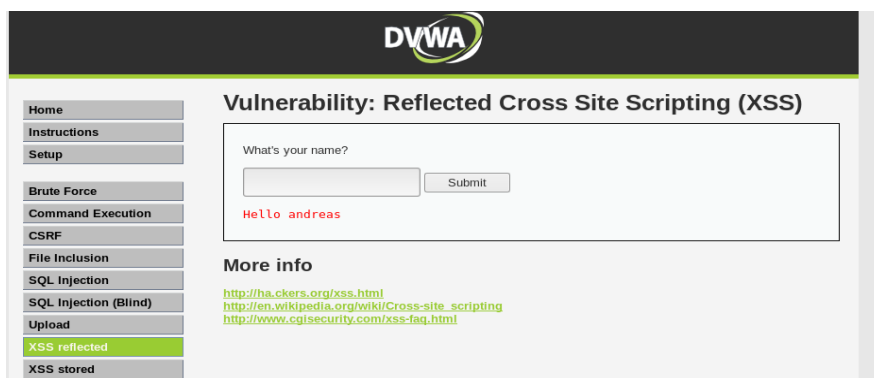 DVWA
Home
Instructions
Setup
Brute Force
Command Execution
CSRF
File Inclusion
SQL Injection
SQL Injection (Blind)
Upload
XSS reflected
XSS stored
Vulnerability: Reflected Cross Site Scripting (XSS)
What's your name?
Submit
Hello andreas
More info
http://ha.ckers.org/xss.html
http://en.wikipedia.org/wiki/Cross-site_scripting
http://www.cgisecurity.com/xss-faq.html